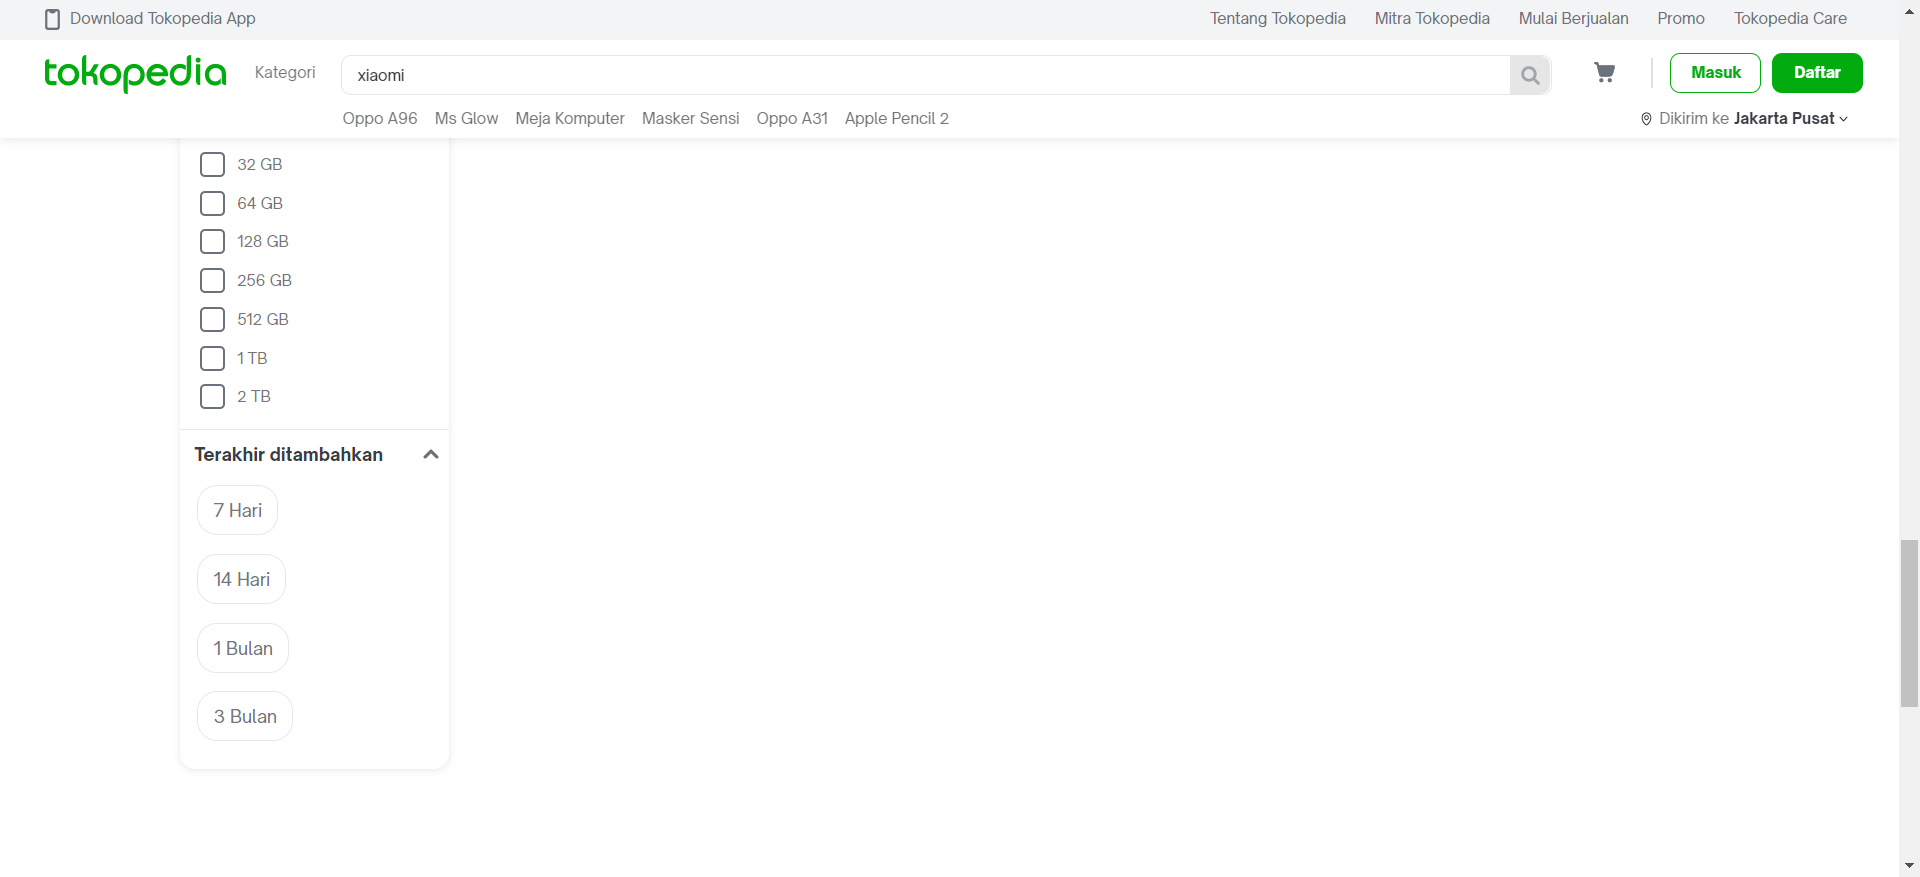 Download Tokopedia App
Tentang Tokopedia Mitra Tokopedia Mulai Berjualan Promo Tokopedia Care
tokopedia Kategori xiaomi Masuk Daftar
Oppo A96 Ms Glow Meja Komputer Masker Sensi Oppo A31 Apple Pencil 2
Dikirim ke Jakarta Pusat
32 GB
64 GB
128 GB
256 GB
512 GB
1 TB
2 TB
Terakhir ditambahkan
7 Hari
14 Hari
1 Bulan
3 Bulan